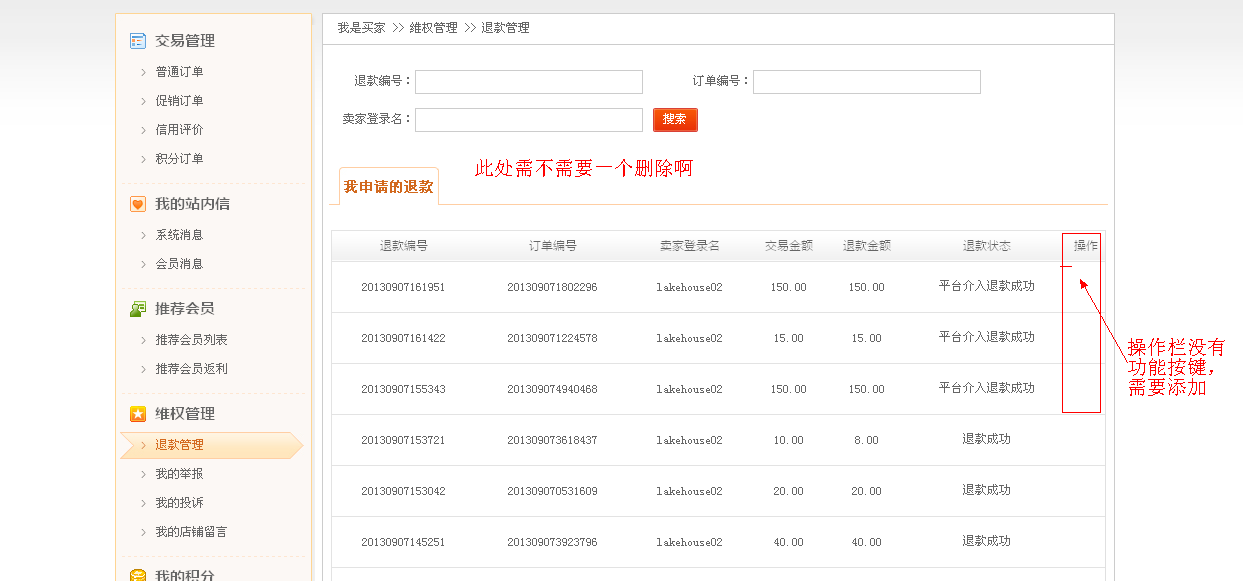 交易管理
普通订单
促销订单
信用评价
积分订单
我的站内信
系统消息
会员消息
推荐会员
推荐会员列表
推荐会员返利
维权管理
退款管理
我的举报
我的投诉
我的店铺留言
我的积分
我是买家 >> 维权管理 >> 退款管理
退款编号： 订单编号：
卖家登录名： 搜索
此处需不需要一个删除啊
我申请的退款
退款编号 订单编号 卖家登录名 交易金额 退款金额 退款状态 操作
20130907161951 201309071802296 lakehouse02 150.00 150.00 平台介入退款成功
20130907161422 201309071224578 lakehouse02 15.00 15.00 平台介入退款成功
20130907155343 201309074940468 lakehouse02 150.00 150.00 平台介入退款成功
20130907153721 201309073618437 lakehouse02 10.00 8.00 退款成功
20130907153042 201309070531609 lakehouse02 20.00 20.00 退款成功
20130907145251 201309073923796 lakehouse02 40.00 40.00 退款成功
操作栏没有
功能按键，
需要添加